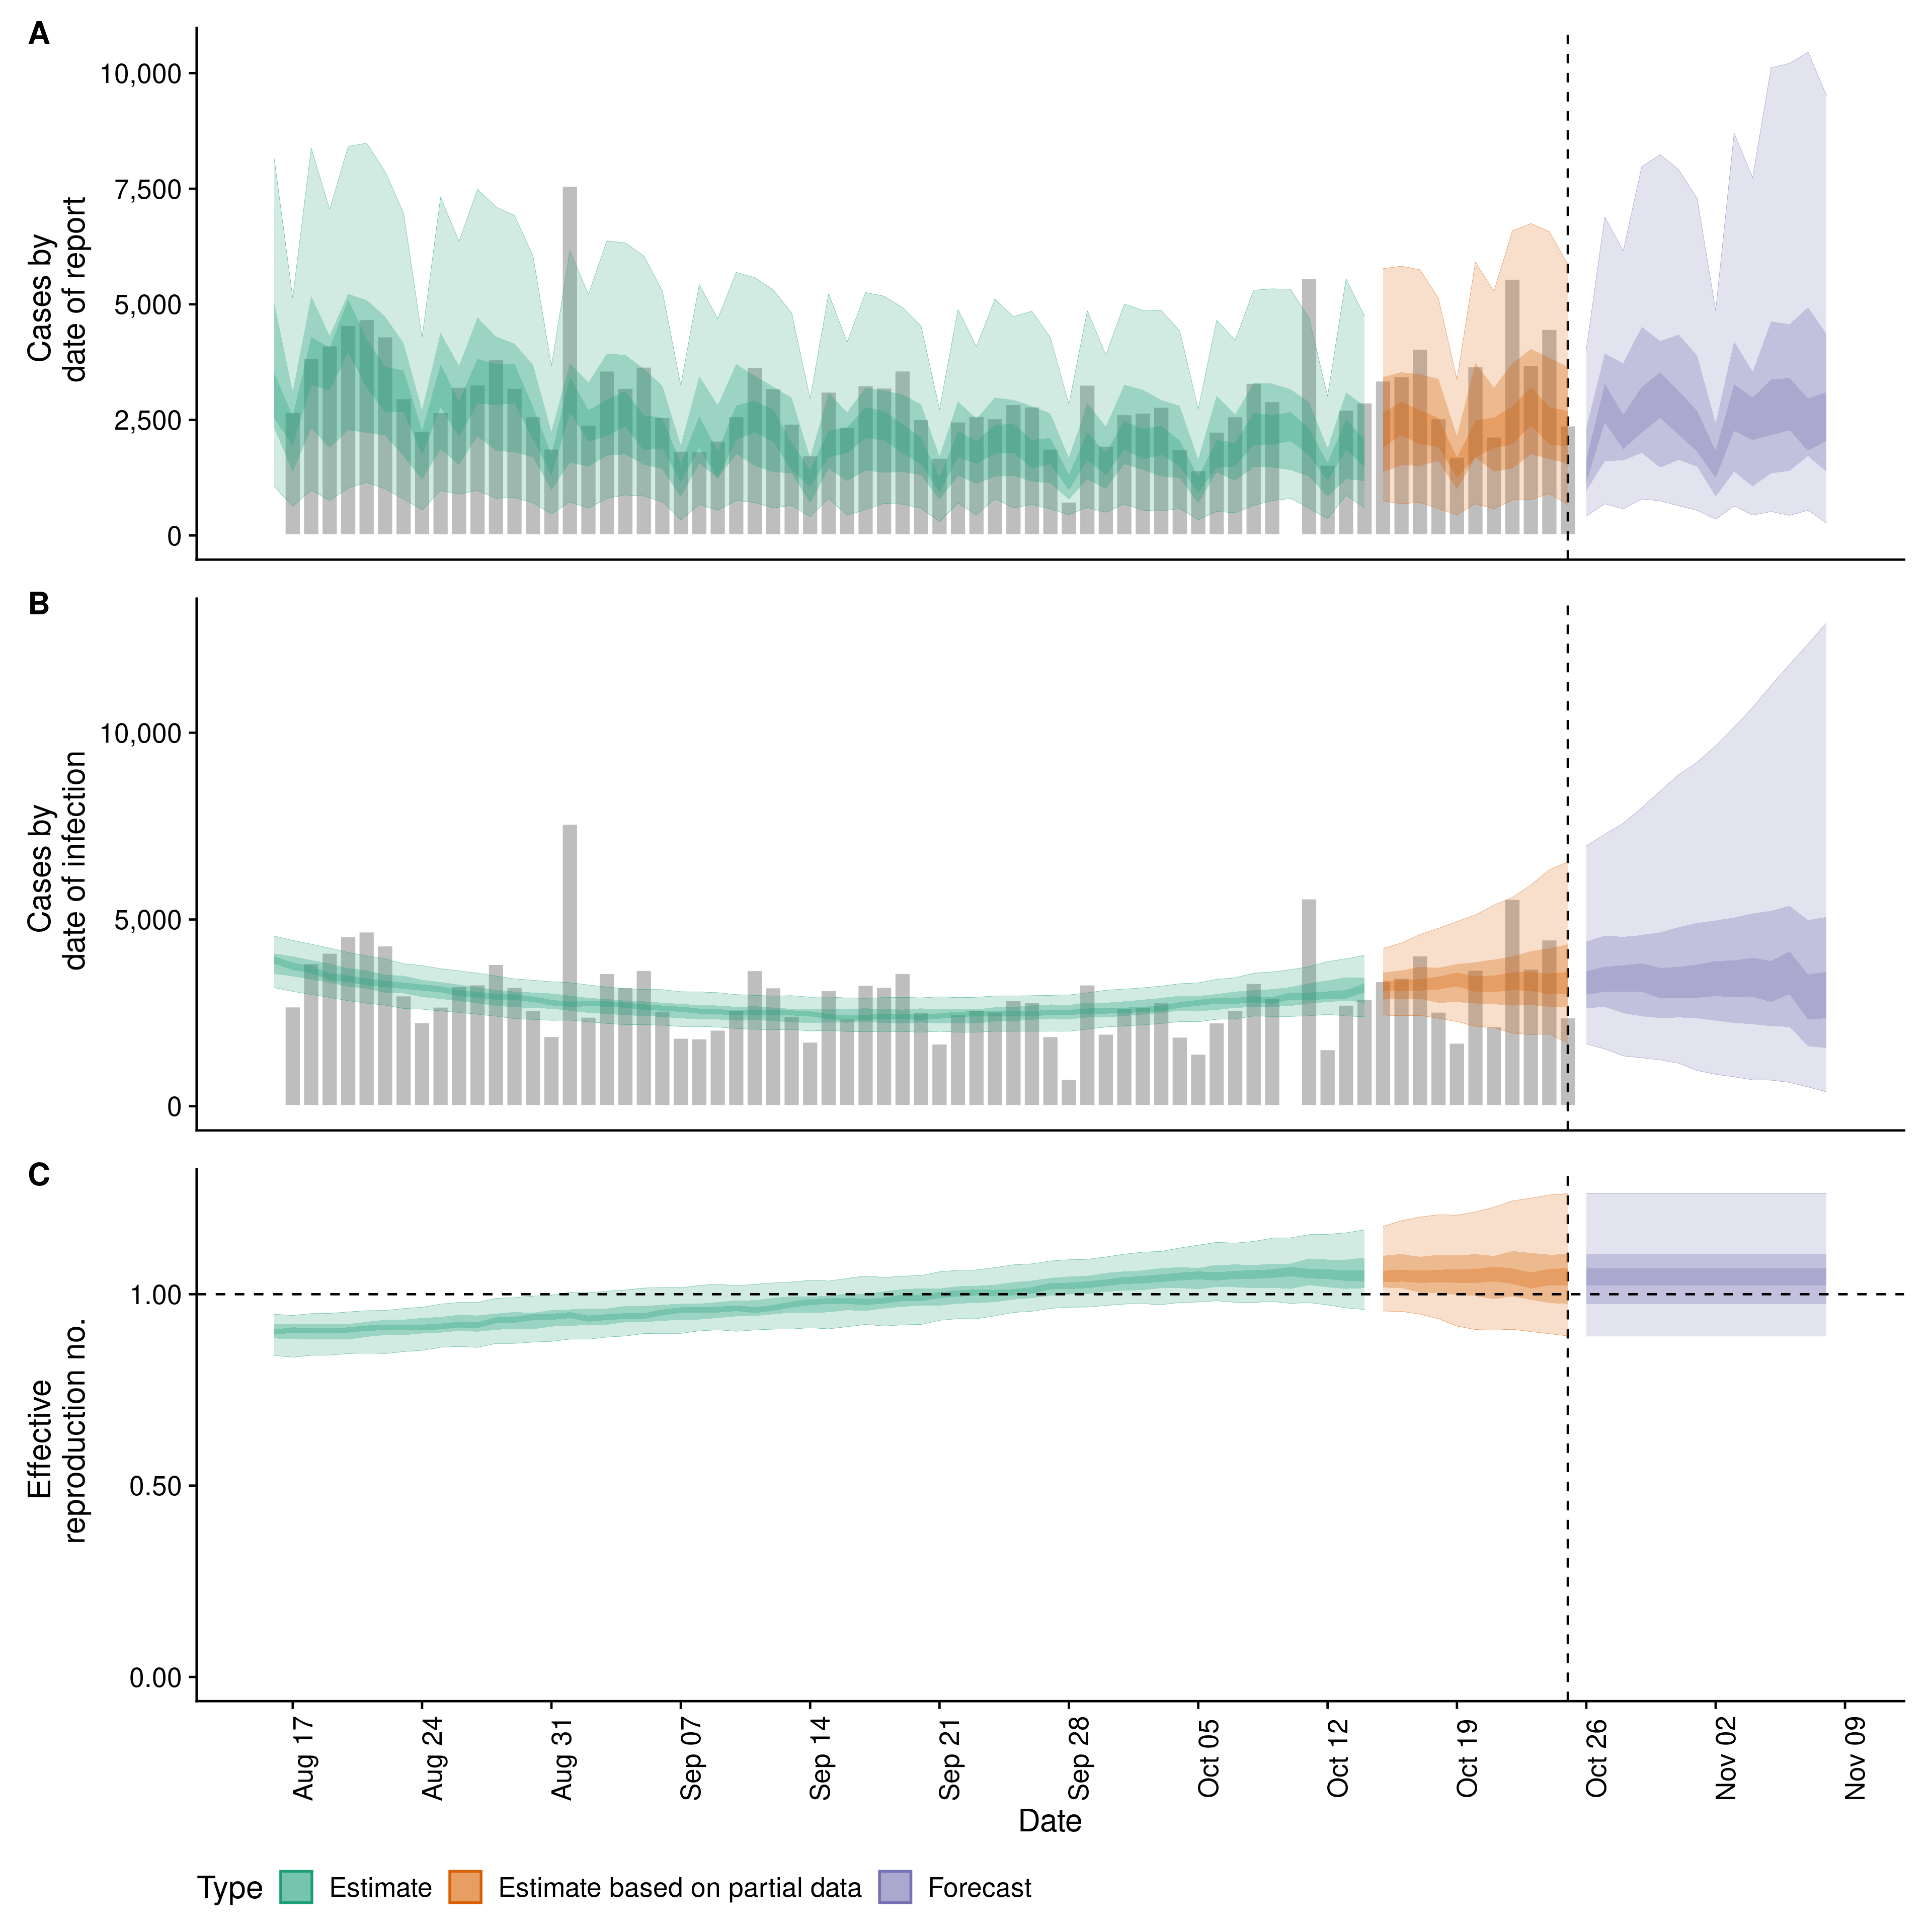 A
10,000
7,500
5,000
2,500
0
Cases by
date of report
B
10,000
5,000
0
Cases by
date of infection
C
1.00
0.50
0.00
Effective
reproduction no.
Aug 17
Aug 24
Aug 31
Sep 07
Sep 14
Sep 21
Sep 28
Oct 05
Oct 12
Oct 19
Oct 26
Nov 02
Nov 09
Date
Type Estimate Estimate based on partial data Forecast